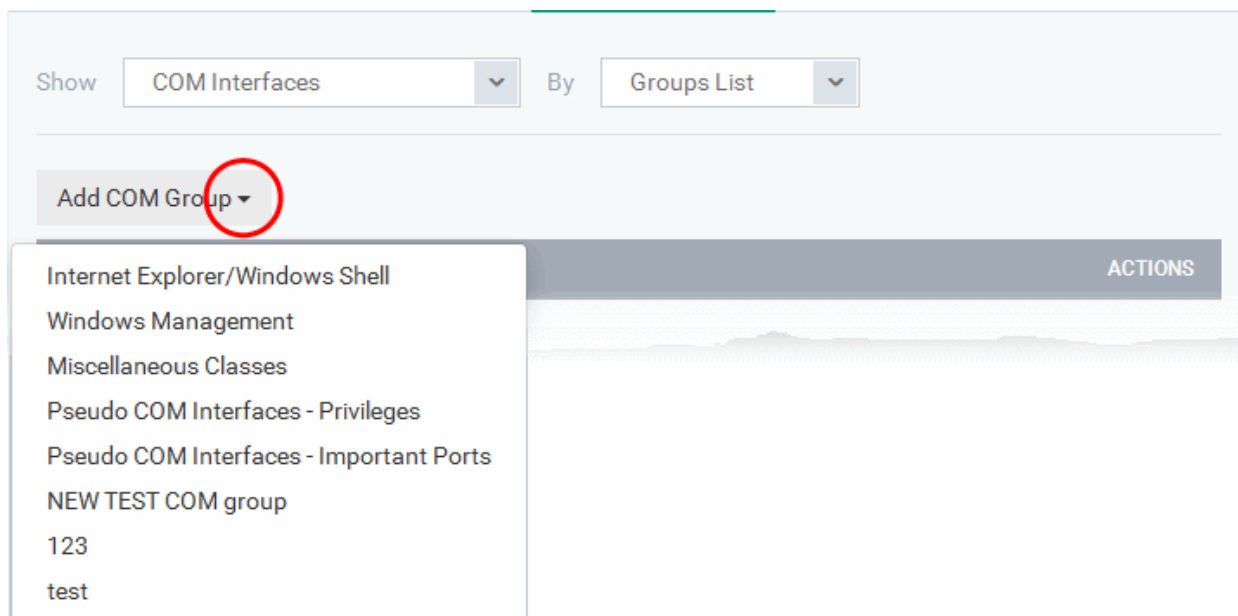 Show COM Interfaces By Groups List
Add COM Group
ACTIONS
Internet Explorer/Windows Shell
Windows Management
Miscellaneous Classes
Pseudo COM Interfaces - Privileges
Pseudo COM Interfaces - Important Ports
NEW TEST COM group
123
test